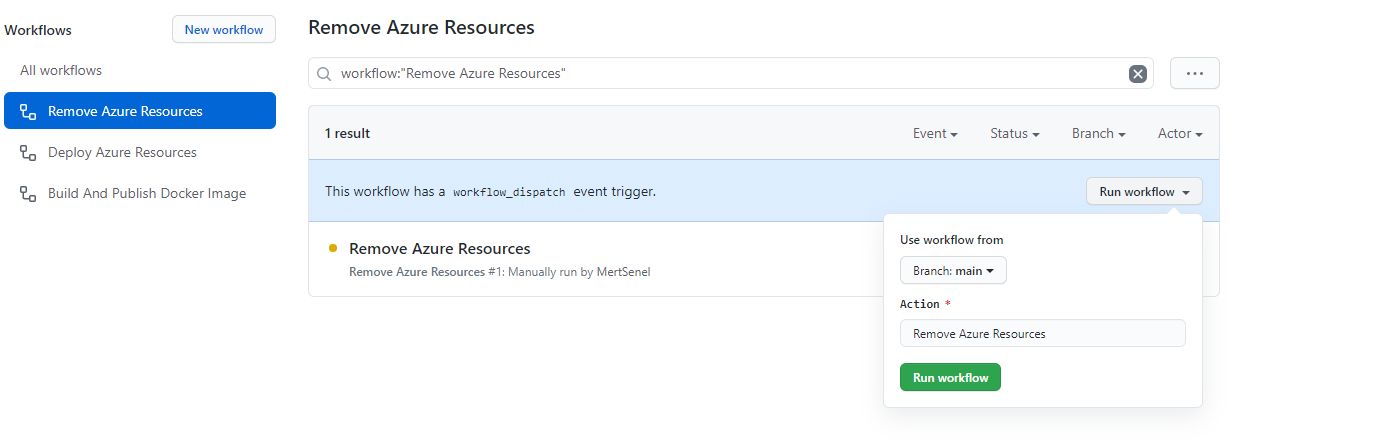 Workflows
New workflow
All workflows
Remove Azure Resources
Deploy Azure Resources
Build And Publish Docker Image
Remove Azure Resources
workflow:"Remove Azure Resources"
1 result
Event
Status
Branch
Actor
This workflow has a workflow_dispatch event trigger.
Run workflow
Remove Azure Resources
Remove Azure Resources #1: Manually run by MertSenel
Use workflow from
Branch: main
Action *
Remove Azure Resources
Run workflow